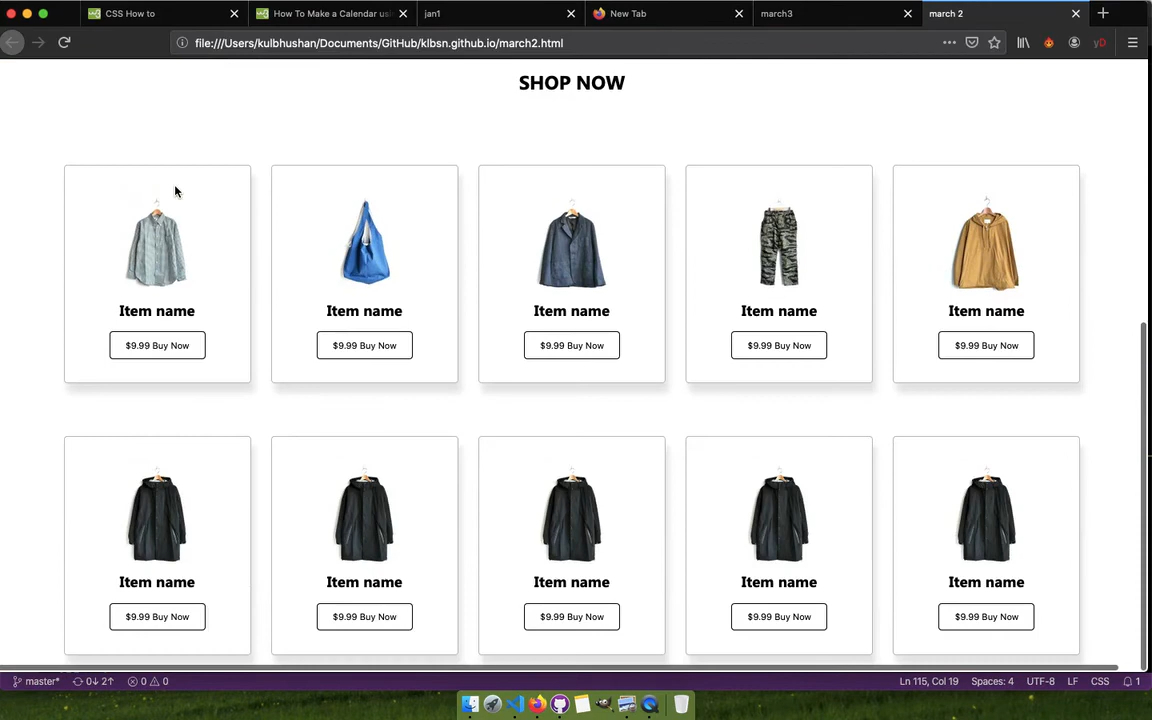 CSS How to
How To Make a Calendar usi
jan1
New Tab
march3
march 2
file:///Users/kulbhushan/Documents/GitHub/klbsn.github.io/march2.html
yD
SHOP NOW
Item name
$9.99 Buy Now
Item name
$9.99 Buy Now
Item name
$9.99 Buy Now
Item name
$9.99 Buy Now
Item name
$9.99 Buy Now
Item name
$9.99 Buy Now
Item name
$9.99 Buy Now
Item name
$9.99 Buy Now
Item name
$9.99 Buy Now
Item name
$9.99 Buy Now
master* 0↓ 2↑ 0 0
Ln 115, Col 19 Spaces: 4 UTF-8 LF CSS 1